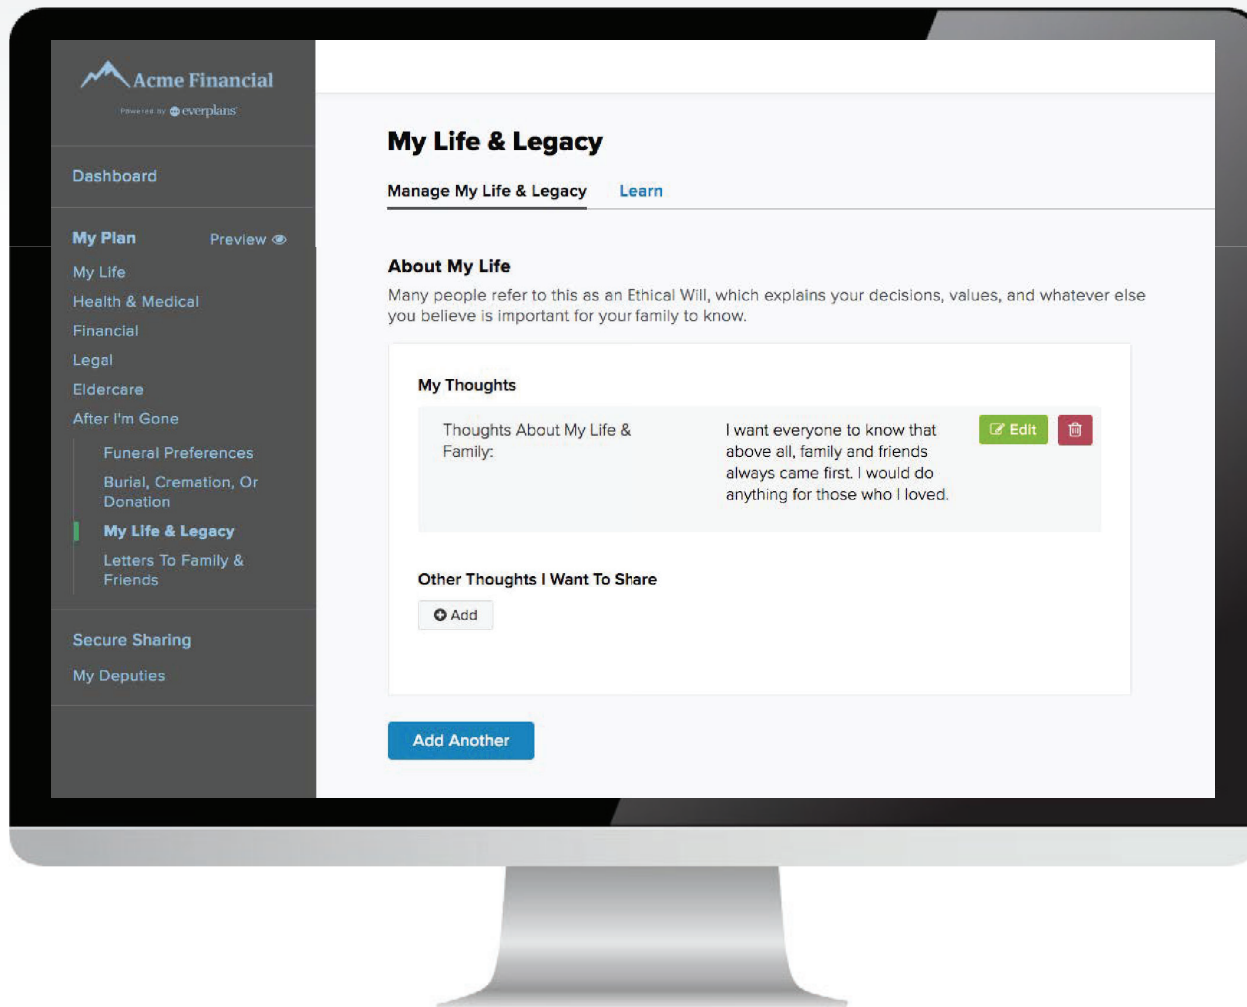 Acme Financial
Powered by everplans
Dashboard
My Plan
Preview
My Life
Health & Medical
Financial
Legal
Eldercare
After I'm Gone
Funeral Preferences
Burial, Cremation, Or
Donation
My Life & Legacy
Letters To Family &
Friends
Secure Sharing
My Deputies
My Life & Legacy
Manage My Life & Legacy
Learn
About My Life
Many people refer to this as an Ethical Will, which explains your decisions, values, and whatever else
you believe is important for your family to know.
My Thoughts
Thoughts About My Life &
Family:
I want everyone to know that
above all, family and friends
always came first. I would do
anything for those who I loved.
Edit
Other Thoughts I Want To Share
Add
Add Another